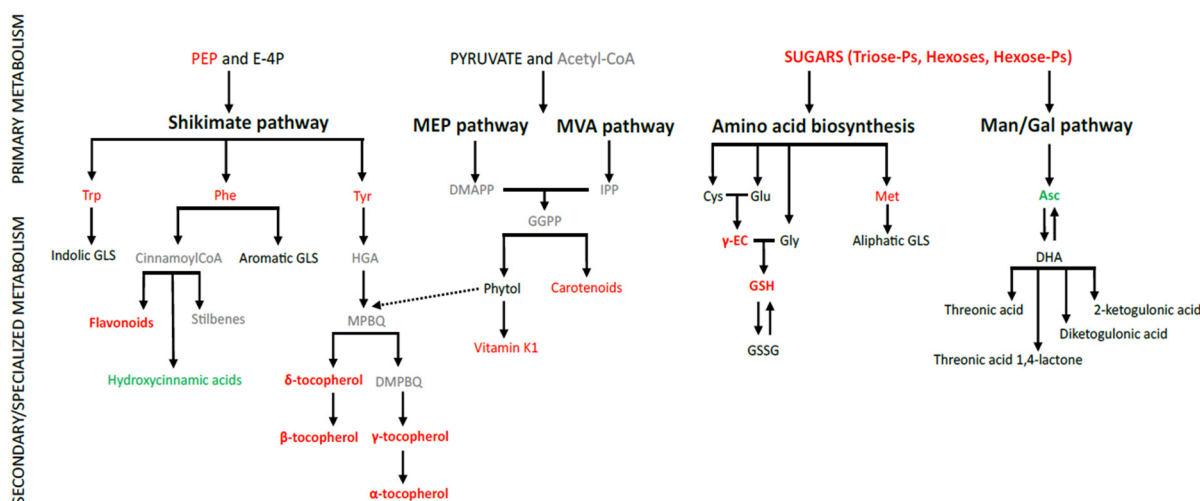 PRIMARY METABOLISM
SECONDARY/SPECIALIZED METABOLISM
PEP and E-4P
PYRUVATE and Acetyl-CoA
SUGARS (Triose-Ps, Hexoses, Hexose-Ps)
Shikimate pathway
MEP pathway
MVA pathway
Amino acid biosynthesis
Man/Gal pathway
Trp
Phe
Tyr
DMAPP
IPP
Cys
Glu
Met
Asc
GGPP
Indolic GLS
CinnamoylCoA
Aromatic GLS
HGA
γ-EC
Gly
Aliphatic GLS
DHA
Phytol
Carotenoids
GSH
Flavonoids
Stilbenes
MPBQ
Threonic acid
2-ketogulonic acid
Diketogulonic acid
Vitamin K1
GSSG
Threonic acid 1,4-lactone
Hydroxycinnamic acids
δ-tocopherol
DMPBQ
β-tocopherol
γ-tocopherol
α-tocopherol